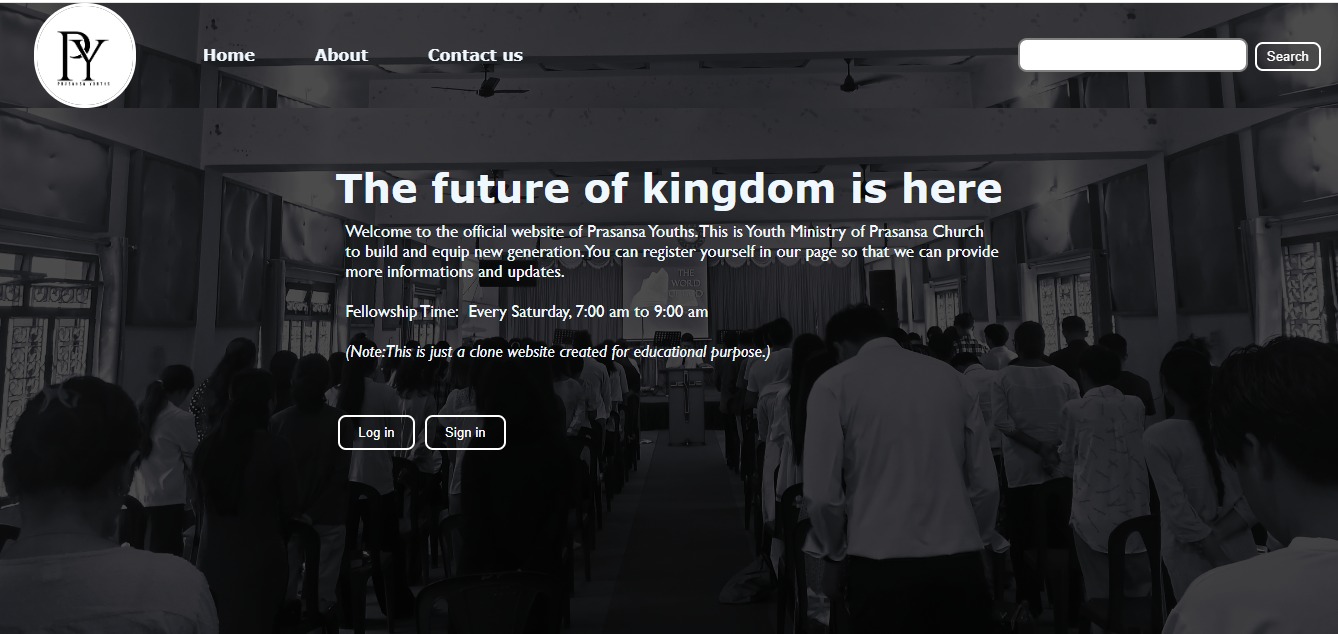 PY
PRASANSA YOUTHS
Home About Contact us
Search
The future of kingdom is here
Welcome to the official website of Prasansa Youths.This is Youth Ministry of Prasansa Church
to build and equip new generation.You can register yourself in our page so that we can provide
more informations and updates.
Fellowship Time: Every Saturday, 7:00 am to 9:00 am
(Note:This is just a clone website created for educational purpose.)
THE
WORLD
Log in Sign in